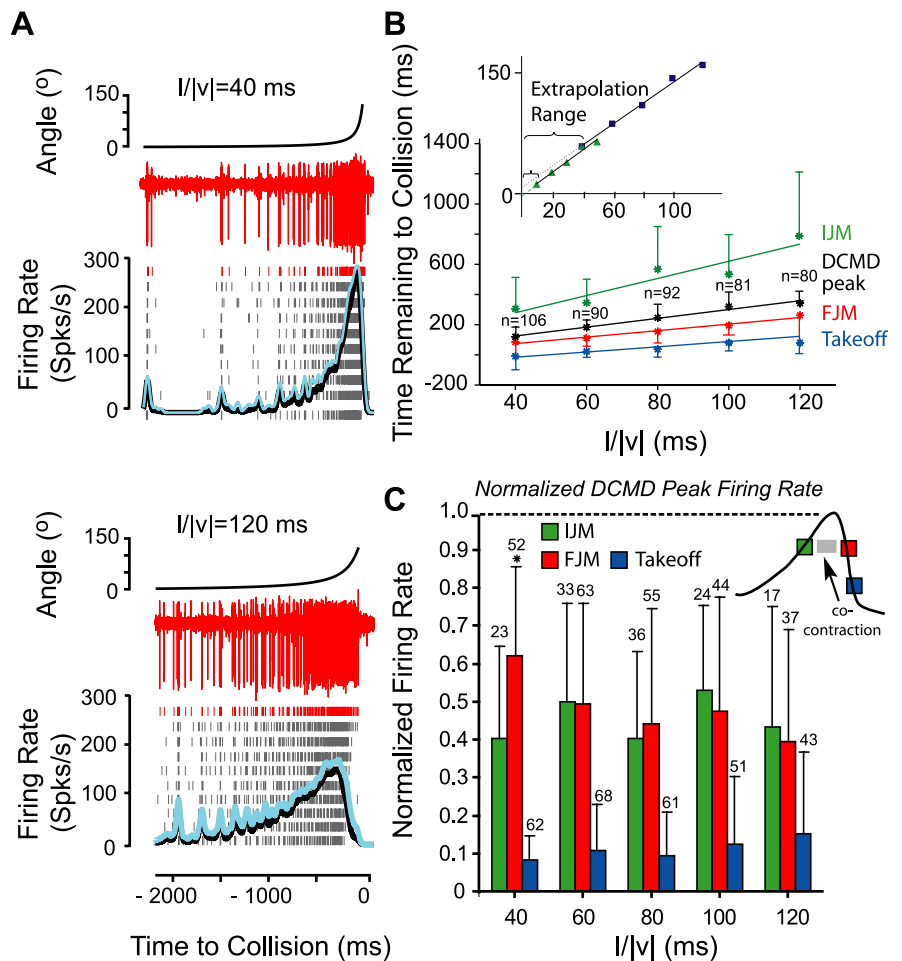 A
l/|v|=40 ms
Angle (º)
150
0
Firing Rate
(Spks/s)
300
200
100
0
l/|v|=120 ms
Angle (º)
150
0
Firing Rate
(Spks/s)
300
200
100
0
- 2000
- 1000
0
Time to Collision (ms)
B
Time Remaining to Collision
(ms)
150
0
Extrapolation
Range
20
60
100
1400
1000
600
200
-200
IJM
DCMD
peak
FJM
Takeoff
n=106
n=90
n=92
n=81
n=80
40
60
80
100
120
l/|v| (ms)
C
Normalized DCMD Peak Firing Rate
Normalized Firing Rate
1.0
0.9
0.8
0.7
0.6
0.5
0.4
0.3
0.2
0.1
0
IJM
FJM
Takeoff
co-
contraction
23
52
*
62
33
63
68
36
55
61
24
44
51
17
37
43
40
60
80
100
120
l/|v| (ms)